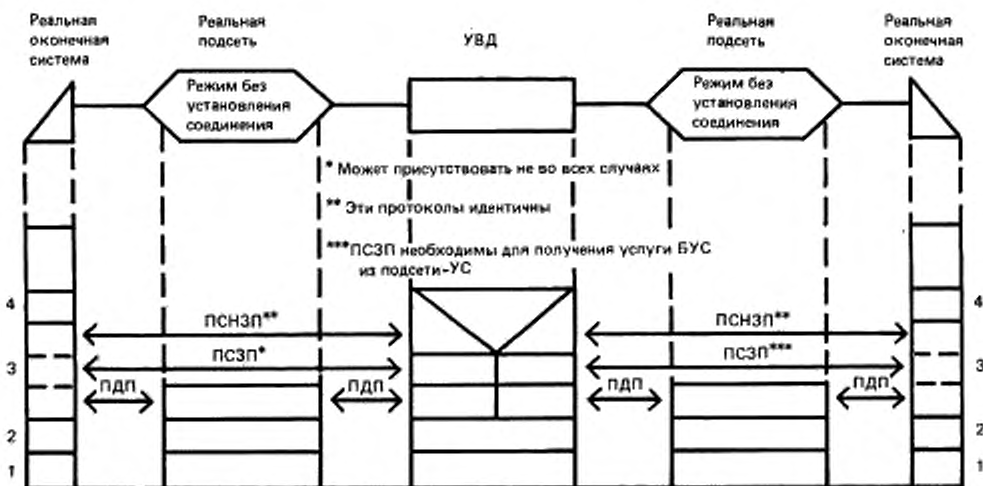 Реальная
оконечная
система
Реальная
подсеть
УВД
Реальная
подсеть
Реальная
оконечная
система
Режим без
установления
соединения
Режим без
установления
соединения
* Может присутствовать не во всех случаях
** Эти протоколы идентичны
***ПСЗП необходимы для получения услуги БУС
из подсети-УС
4
ПСНЗП**
ПСНЗП**
4
3
ПСЗП*
ПСЗП***
3
ПДП
ПДП
ПДП
ПДП
2
2
1
1